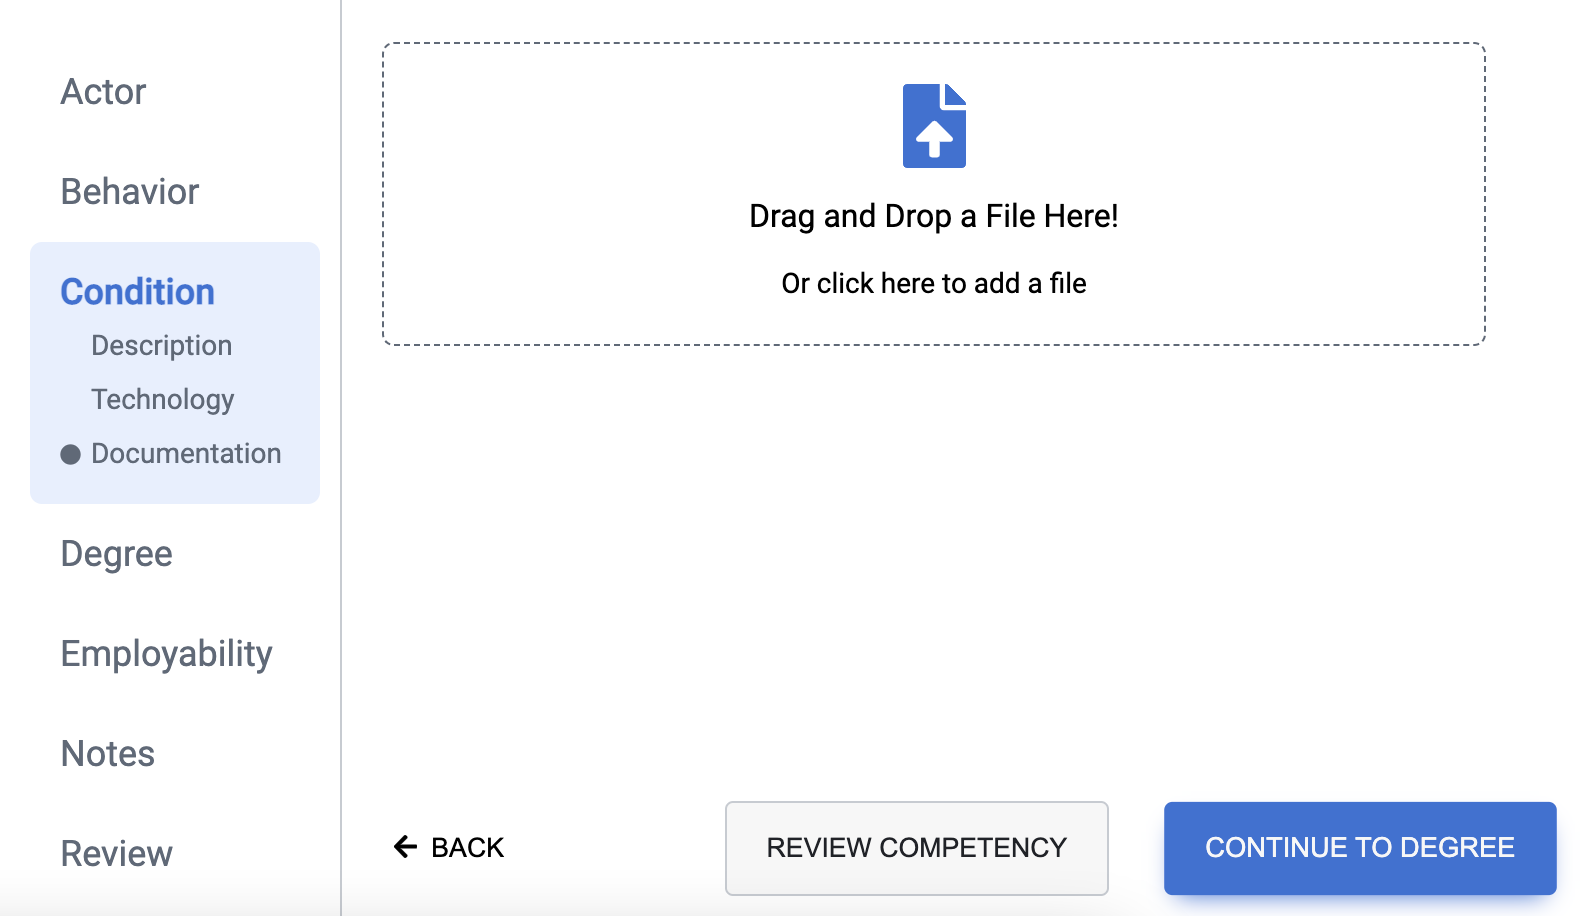 Actor
Behavior
Condition
Description
Technology
Documentation
Degree
Employability
Notes
Review
Drag and Drop a File Here!
Or click here to add a file
BACK
REVIEW COMPETENCY
CONTINUE TO DEGREE